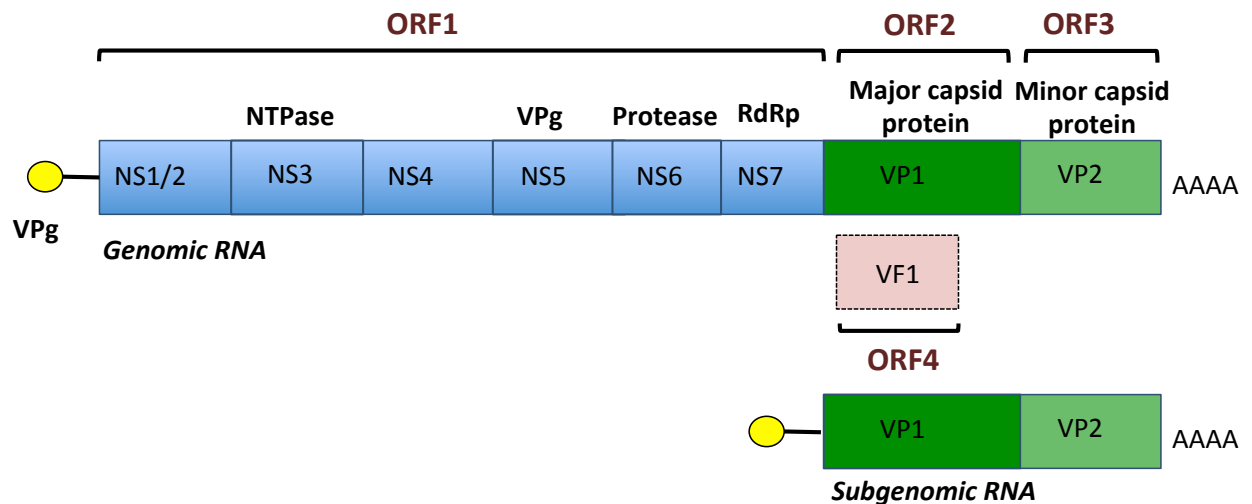 ORF1
ORF2
ORF3
NTPase
VPg
Protease
RdRp
Major capsid
protein
Minor capsid
protein
NS1/2
NS3
NS4
NS5
NS6
NS7
VP1
VP2
AAAA
VPg
Genomic RNA
VF1
ORF4
VP1
VP2
AAAA
Subgenomic RNA